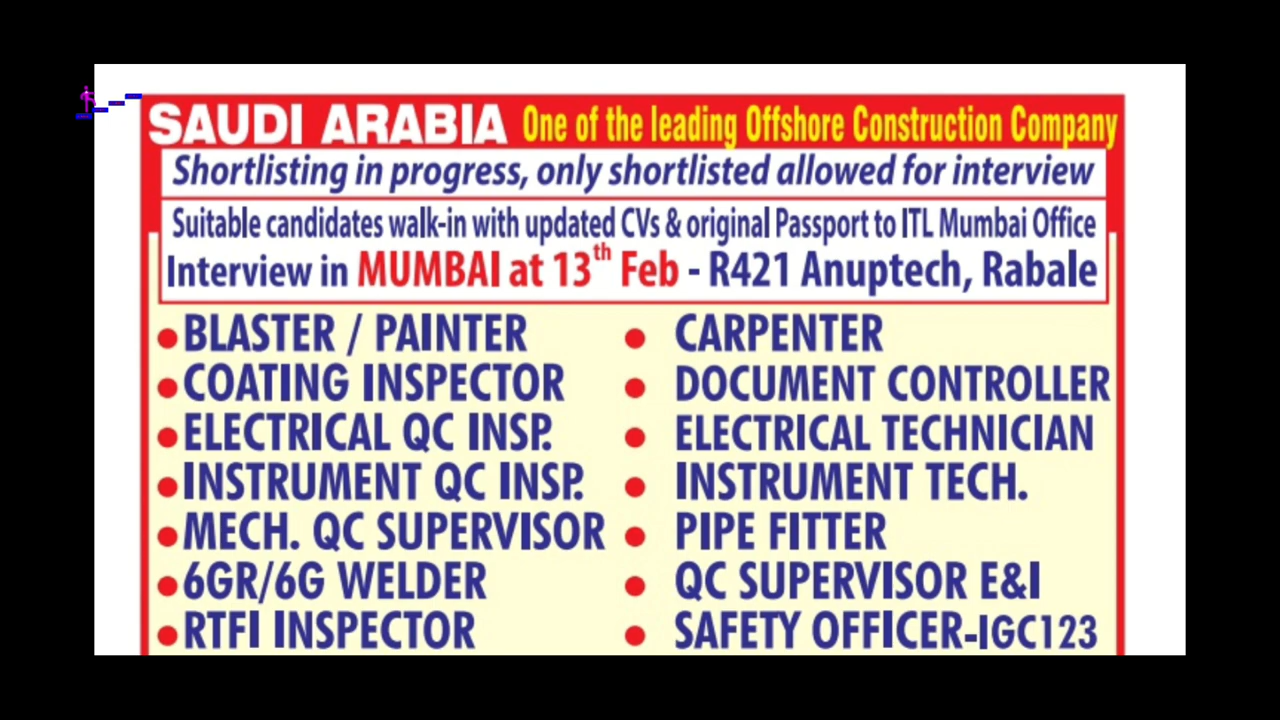 SAUDI ARABIA One of the leading Offshore Construction Company
Shortlisting in progress, only shortlisted allowed for interview
Suitable candidates walk-in with updated CVs & original Passport to ITL Mumbai Office
Interview in MUMBAI at 13th Feb - R421 Anuptech, Rabale
•BLASTER / PAINTER
•COATING INSPECTOR
•ELECTRICAL QC INSP.
•INSTRUMENT QC INSP.
•MECH. QC SUPERVISOR
•6GR/6G WELDER
•RTFI INSPECTOR
• CARPENTER
• DOCUMENT CONTROLLER
• ELECTRICAL TECHNICIAN
• INSTRUMENT TECH.
• PIPE FITTER
• QC SUPERVISOR E&I
• SAFETY OFFICER-IGC123